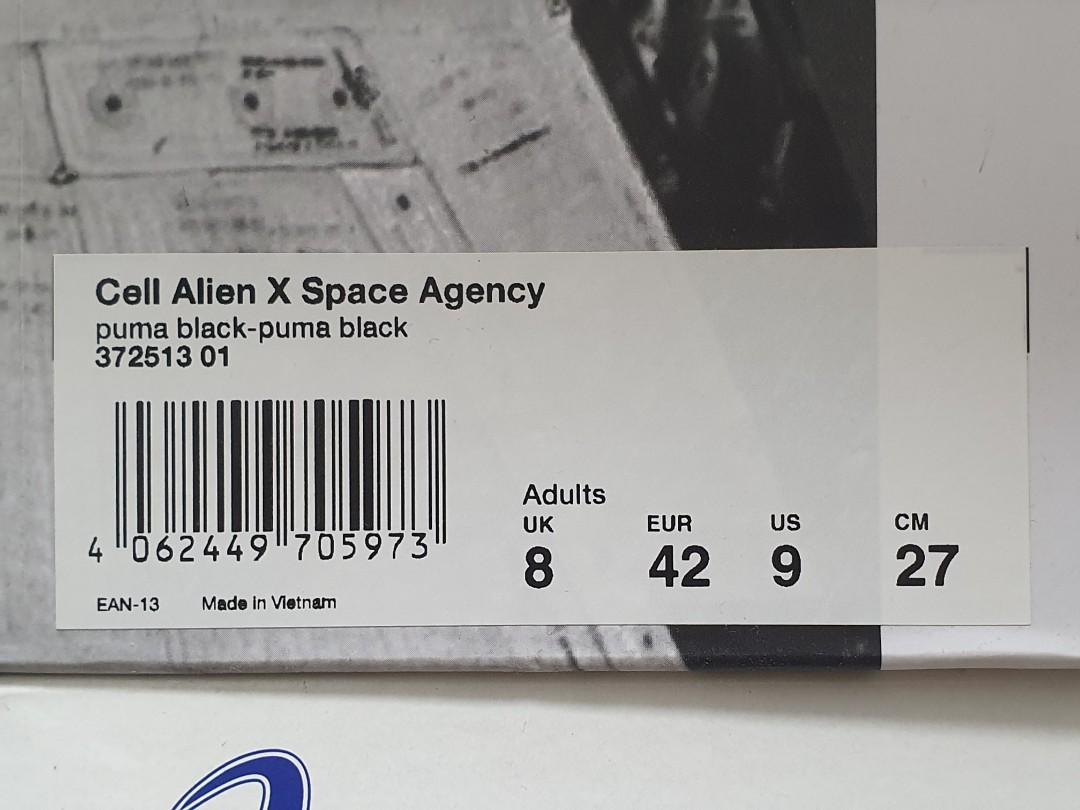 Cell Alien X Space Agency
puma black-puma black
372513 01
4 062449 705973
EAN-13 Made in Vietnam
Adults
UK EUR US CM
8 42 9 27